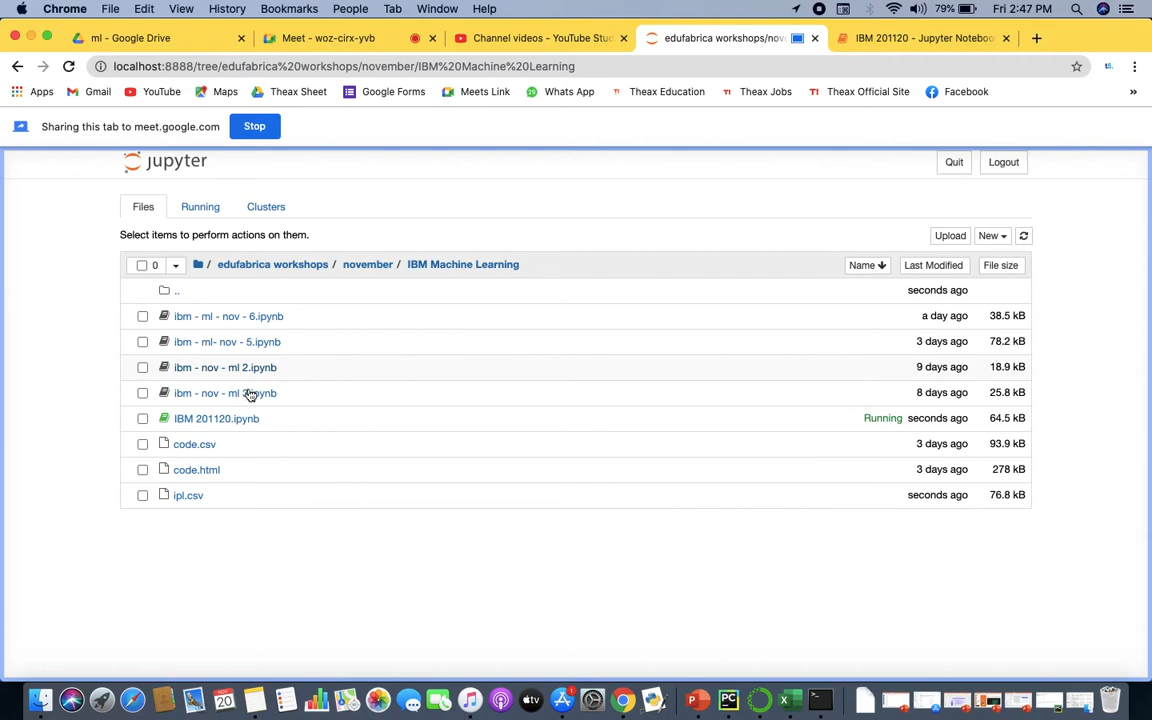 Chrome File Edit View History Bookmarks People Tab Window Help 79% Fri 2:47 PM
ml - Google Drive Meet - woz-cirx-yvb Channel videos - YouTube Stu edufabrica workshops/nov IBM 201120 - Jupyter Notebook
localhost:8888/tree/edufabrica%20workshops/november/IBM%20Machine%20Learning
Apps Gmail YouTube Maps Theax Sheet Google Forms Meets Link Whats App Theax Education Theax Jobs Theax Official Site Facebook »
Sharing this tab to meet.google.com Stop
jupyter Quit Logout
Files Running Clusters
Select items to perform actions on them.
Upload New
0 / edufabrica workshops / november / IBM Machine Learning Name Last Modified File size
.. seconds ago
ibm - ml - nov - 6.ipynb a day ago 38.5 kB
ibm - ml- nov - 5.ipynb 3 days ago 78.2 kB
ibm - nov - ml 2.ipynb 9 days ago 18.9 kB
ibm - nov - ml 3.ipynb 8 days ago 25.8 kB
IBM 201120.ipynb Running seconds ago 64.5 kB
code.csv 3 days ago 93.9 kB
code.html 3 days ago 278 kB
ipl.csv seconds ago 76.8 kB